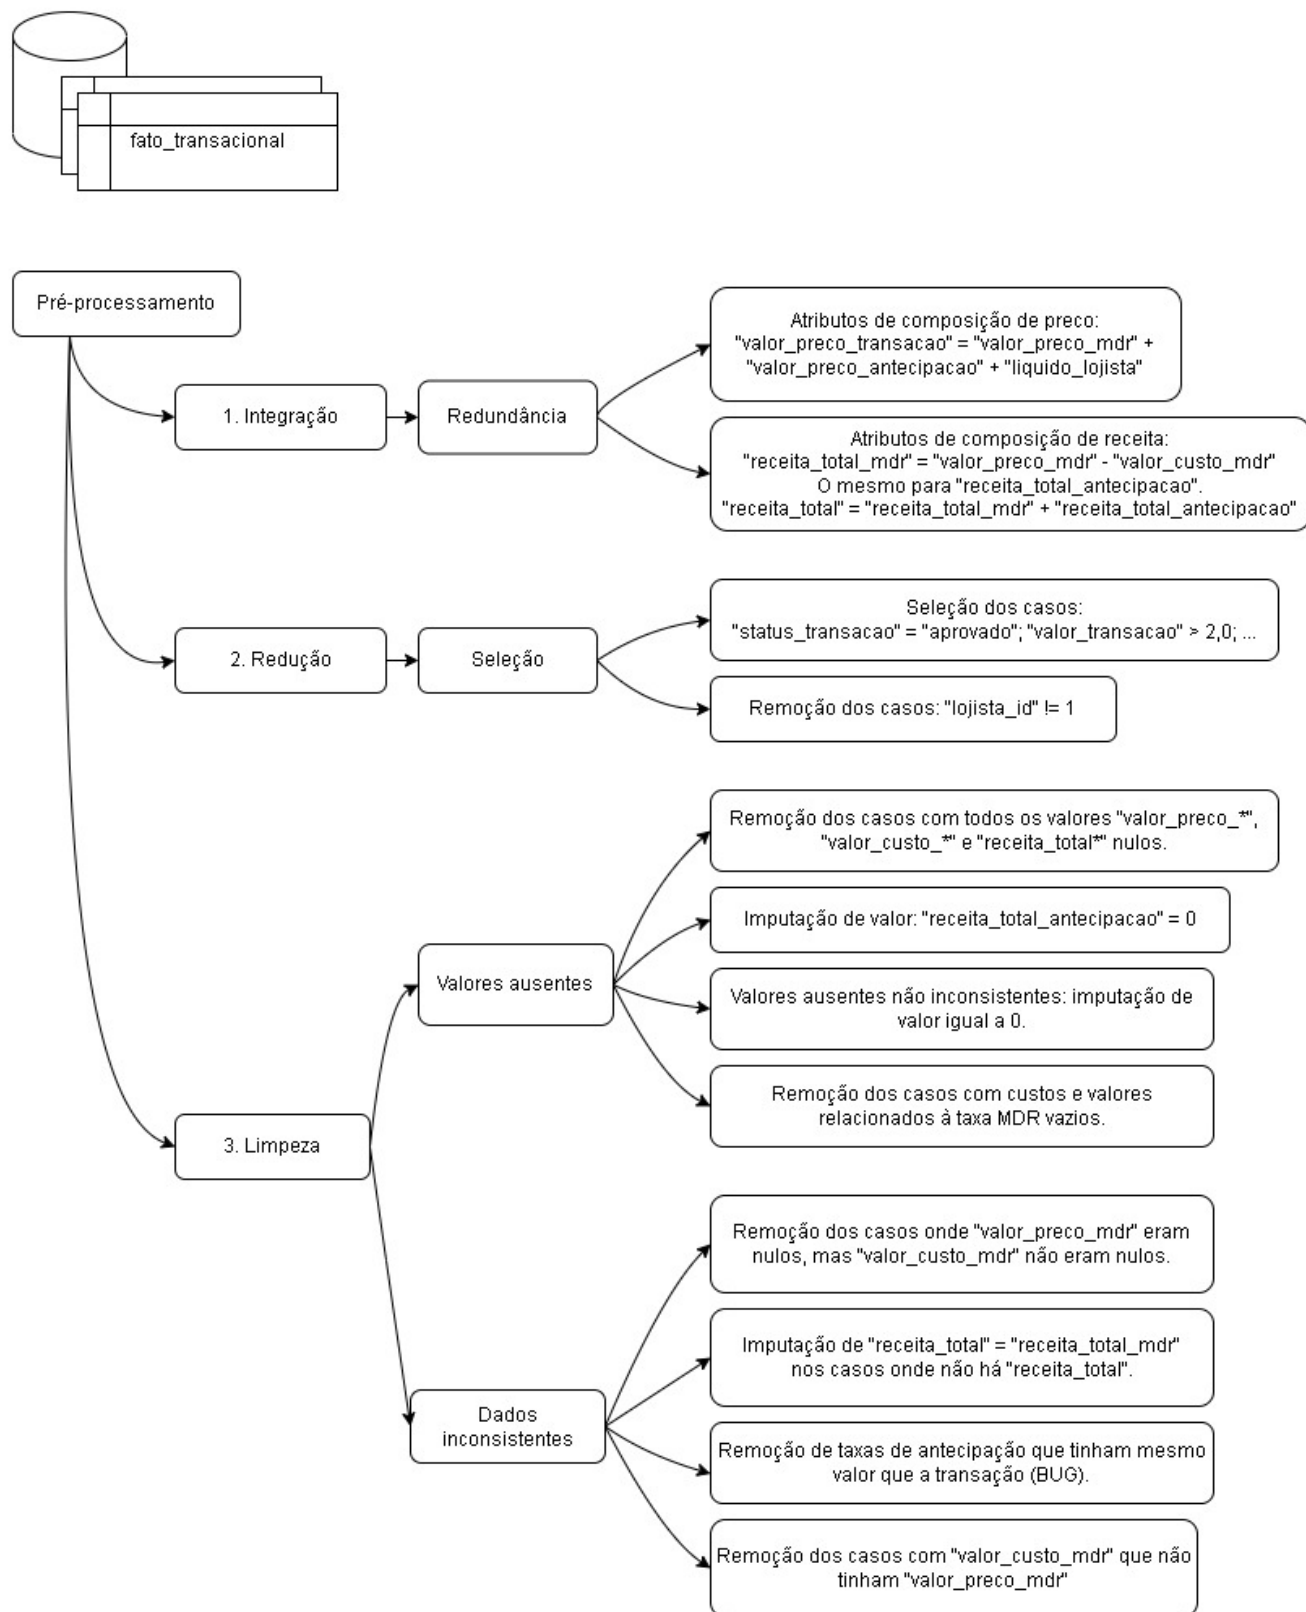 fato_transacional
Pré-processamento
1. Integração
Redundância
Atributos de composição de preco:
"valor_preco_transacao" = "valor_preco_mdr" +
"valor_preco_antecipacao" + "liquido_lojista"
Atributos de composição de receita:
"receita_total_mdr" = "valor_preco_mdr" - "valor_custo_mdr"
O mesmo para "receita_total_antecipacao".
"receita_total" = "receita_total_mdr" + "receita_total_antecipacao"
2. Redução
Seleção
Seleção dos casos:
"status_transacao" = "aprovado"; "valor_transacao" > 2,0; ...
Remoção dos casos: "lojista_id" != 1
3. Limpeza
Valores ausentes
Remoção dos casos com todos os valores "valor_preco_*",
"valor_custo_*" e "receita_total*" nulos.
Imputação de valor: "receita_total_antecipacao" = 0
Valores ausentes não inconsistentes: imputação de
valor igual a 0.
Remoção dos casos com custos e valores
relacionados à taxa MDR vazios.
Dados
inconsistentes
Remoção dos casos onde "valor_preco_mdr" eram
nulos, mas "valor_custo_mdr" não eram nulos.
Imputação de "receita_total" = "receita_total_mdr"
nos casos onde não há "receita_total".
Remoção de taxas de antecipação que tinham mesmo
valor que a transação (BUG).
Remoção dos casos com "valor_custo_mdr" que não
tinham "valor_preco_mdr"